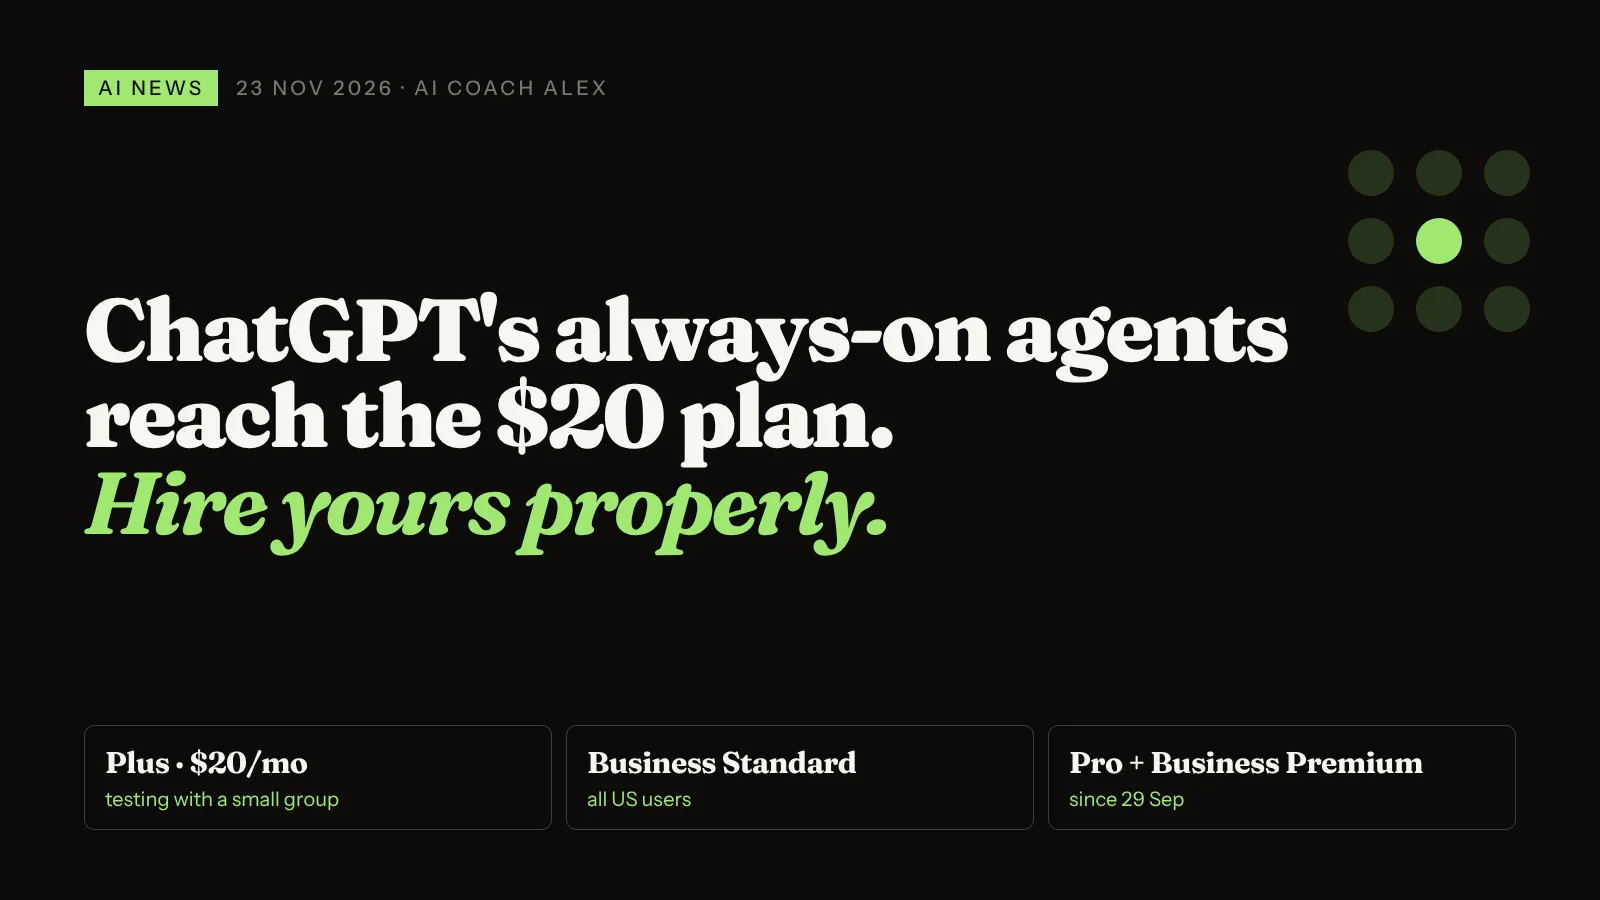 AI NEWS 23 NOV 2026 · AI COACH ALEX
ChatGPT's always-on agents
reach the $20 plan.
Hire yours properly.
Plus · $20/mo
testing with a small group
Business Standard
all US users
Pro + Business Premium
since 29 Sep